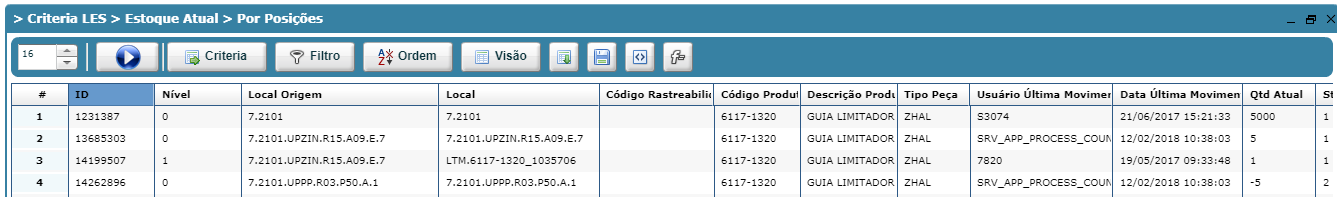 > Criteria LES > Estoque Atual > Por Posições
16 Criteria Filtro Ordem Visão
# ID Nível Local Origem Local Código Rastreabilic Código Produt Descrição Produ Tipo Peça Usuário Última Movimen Data Última Movimen Qtd Atual St
1 1231387 0 7.2101 7.2101 6117-1320 GUIA LIMITADOR ZHAL S3074 21/06/2017 15:21:33 5000 1
2 13685303 0 7.2101.UPZIN.R15.A09.E.7 7.2101.UPZIN.R15.A09.E.7 6117-1320 GUIA LIMITADOR ZHAL SRV_APP_PROCESS_COUN 12/02/2018 10:38:03 5 1
3 14199507 1 7.2101.UPZIN.R15.A09.E.7 LTM.6117-1320_1035706 6117-1320 GUIA LIMITADOR ZHAL 7820 19/05/2017 09:33:48 1 1
4 14262896 0 7.2101.UPPP.R03.P50.A.1 7.2101.UPPP.R03.P50.A.1 6117-1320 GUIA LIMITADOR ZHAL SRV_APP_PROCESS_COUN 12/02/2018 10:38:03 -5 2